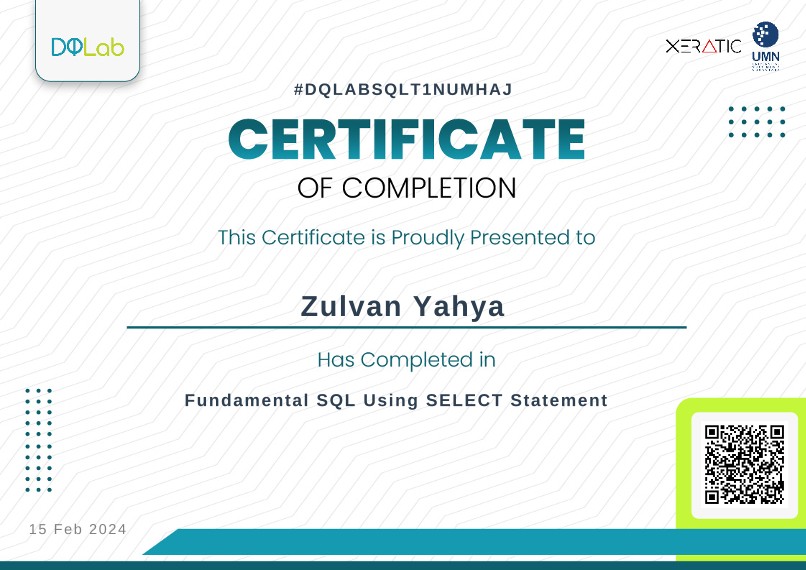 DQLab
XERATIC
UMN
#DQLABSQLT1NUMHAJ
CERTIFICATE
OF COMPLETION
This Certificate is Proudly Presented to
Zulvan Yahya
Has Completed in
Fundamental SQL Using SELECT Statement
15 Feb 2024